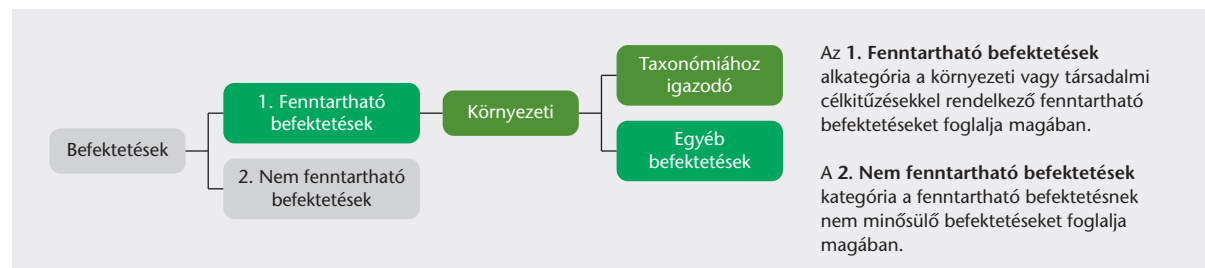 Befektetések
1. Fenntartható
befektetések
2. Nem fenntartható
befektetések
Környezeti
Taxonómiához
igazodó
Egyéb
befektetések
Az 1. Fenntartható befektetések
alkategória a környezeti vagy társadalmi
célkitűzésekkel rendelkező fenntartható
befektetéseket foglalja magában.
A 2. Nem fenntartható befektetések
kategória a fenntartható befektetésnek
nem minősülő befektetéseket foglalja
magában.